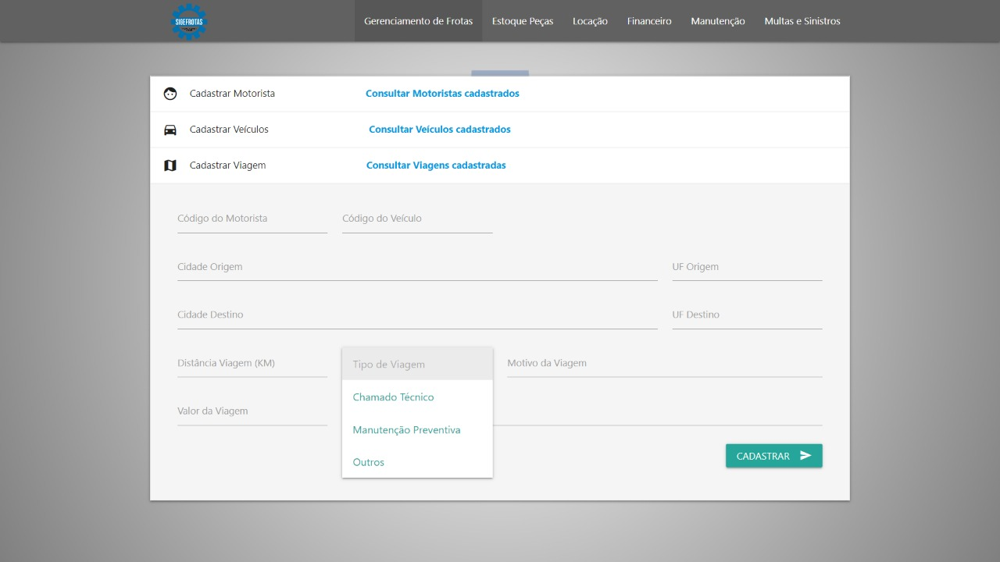 SIGEFROTAS
Gerenciamento de Frotas
Estoque Peças
Locação
Financeiro
Manutenção
Multas e Sinistros
Cadastrar Motorista
Consultar Motoristas cadastrados
Cadastrar Veículos
Consultar Veículos cadastrados
Cadastrar Viagem
Consultar Viagens cadastradas
Código do Motorista
Código do Veículo
Cidade Origem
UF Origem
Cidade Destino
UF Destino
Distância Viagem (KM)
Tipo de Viagem
Motivo da Viagem
Chamado Técnico
Valor da Viagem
Manutenção Preventiva
Outros
CADASTRAR